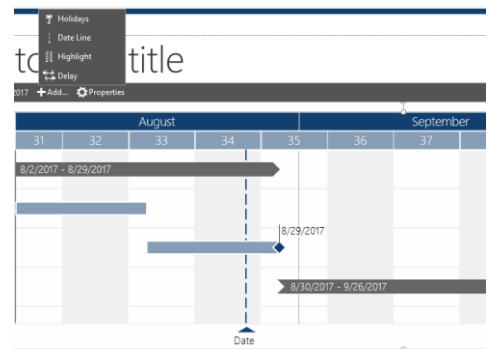 Holidays
Date Line
Highlight
Delay
to title
2017 Add... Properties
August September
31 32 33 34 35 36 37
8/2/2017 - 8/29/2017
8/29/2017
8/30/2017 - 9/26/2017
Date